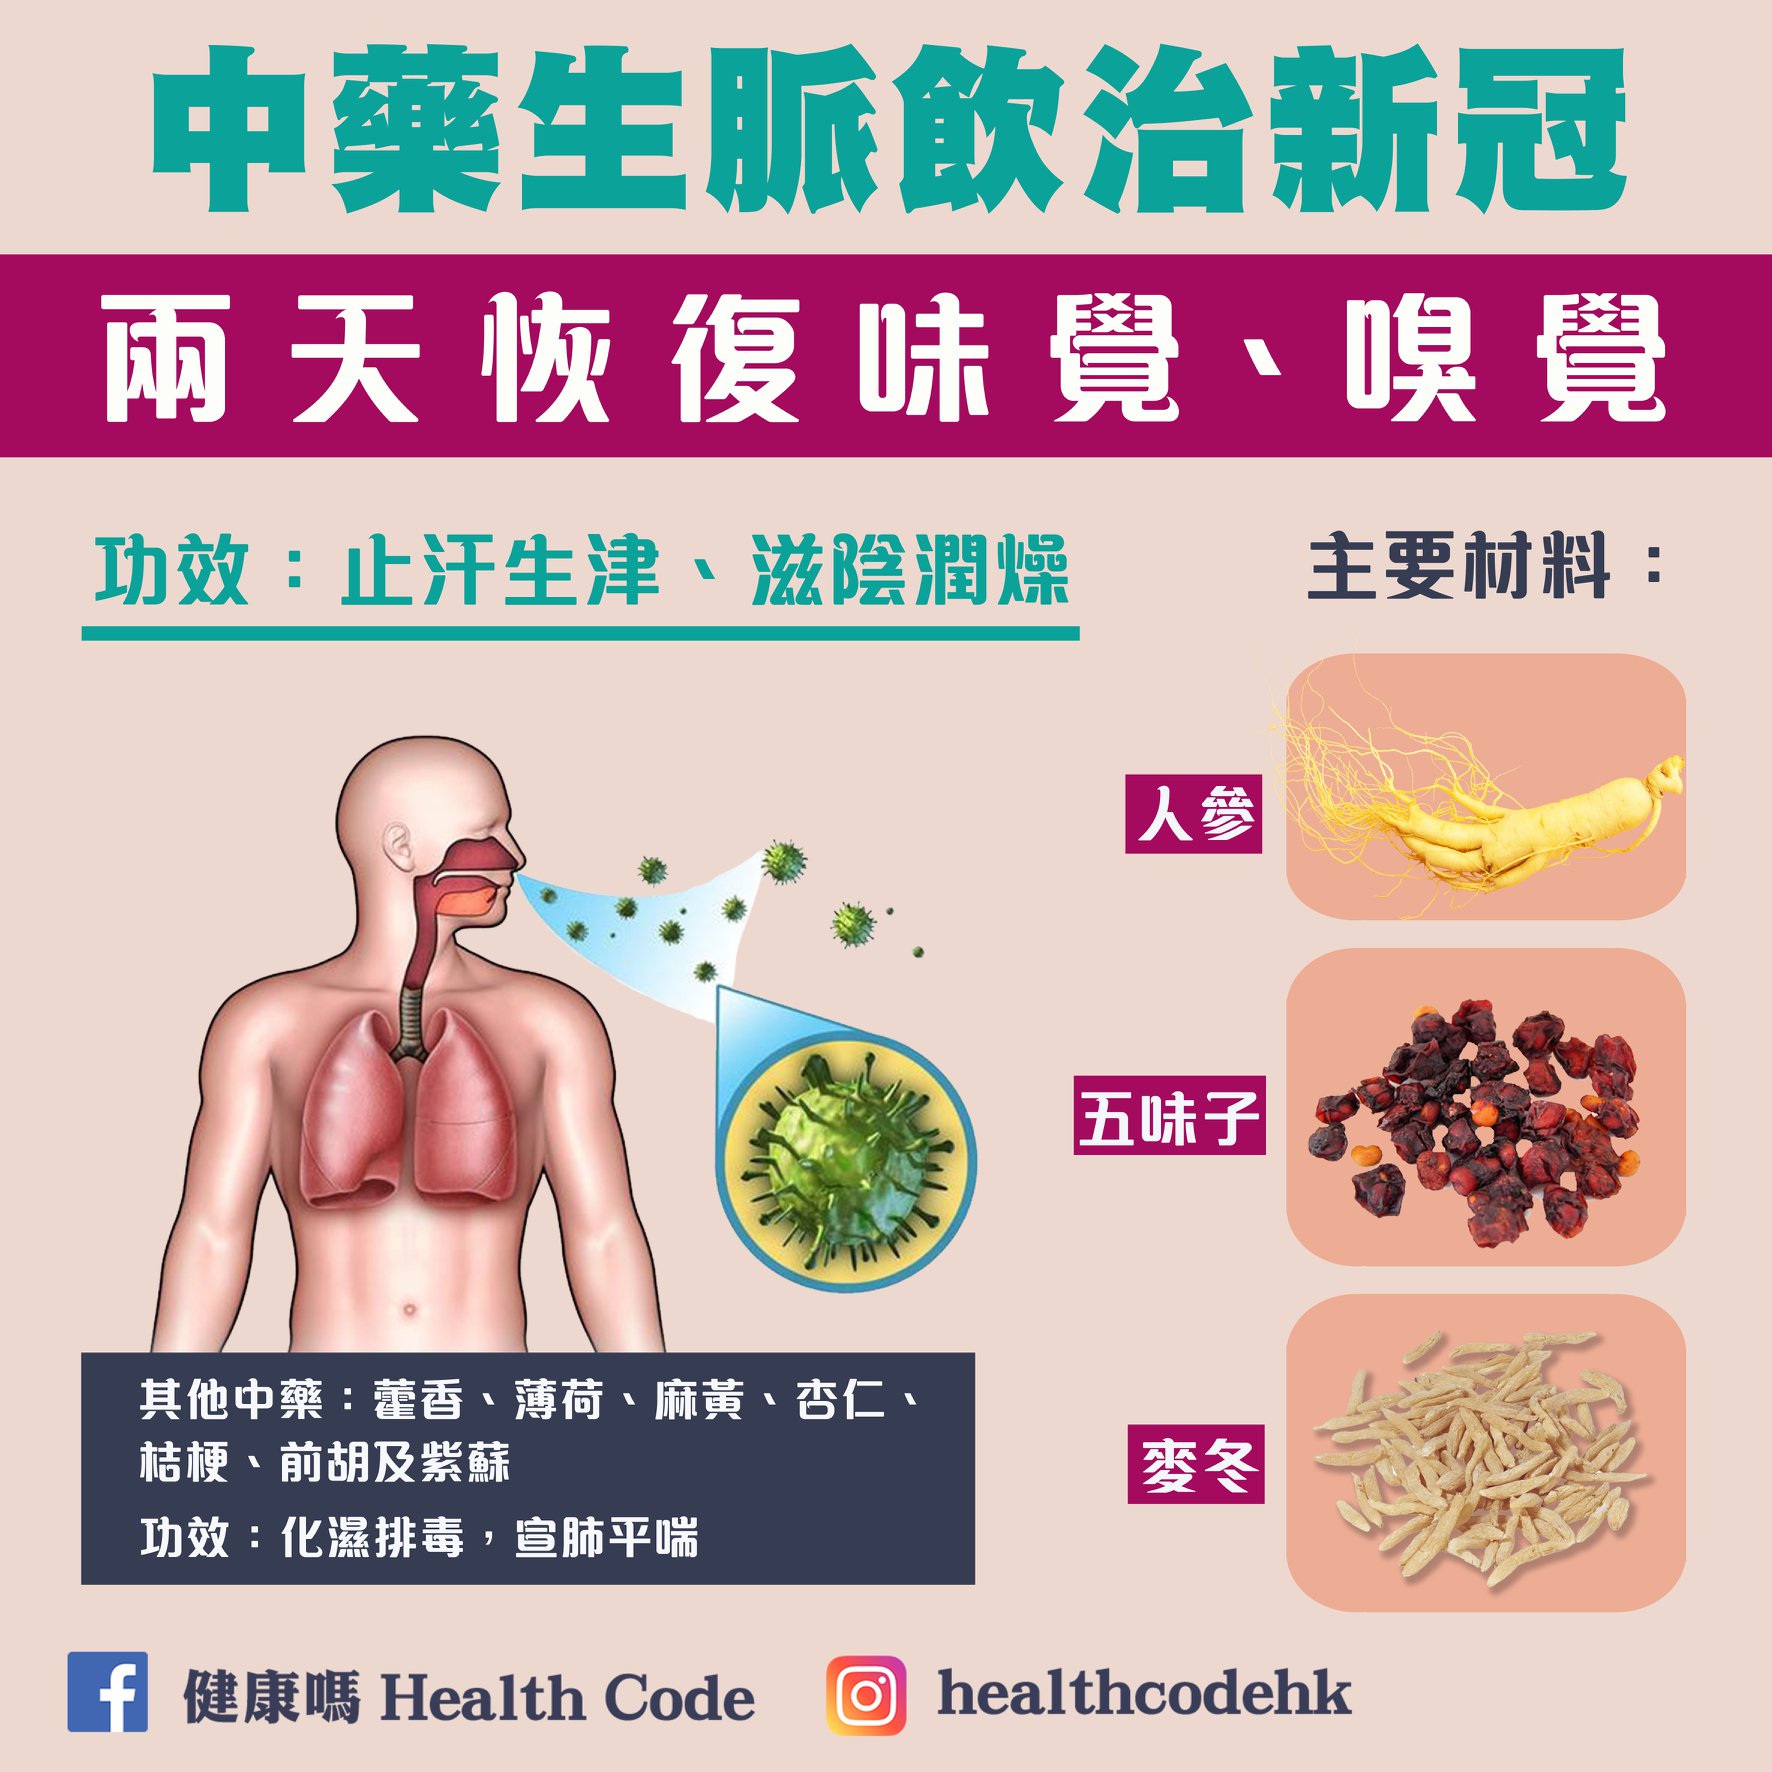 中藥生脈飲治新冠
兩天恢復味覺、嗅覺
功效：止汗生津、滋陰潤燥
主要材料：
人參
五味子
麥冬
其他中藥：藿香、薄荷、麻黃、杏仁、
桔梗、前胡及紫蘇
功效：化濕排毒，宣肺平喘
健康嗎 Health Code
healthcodehk